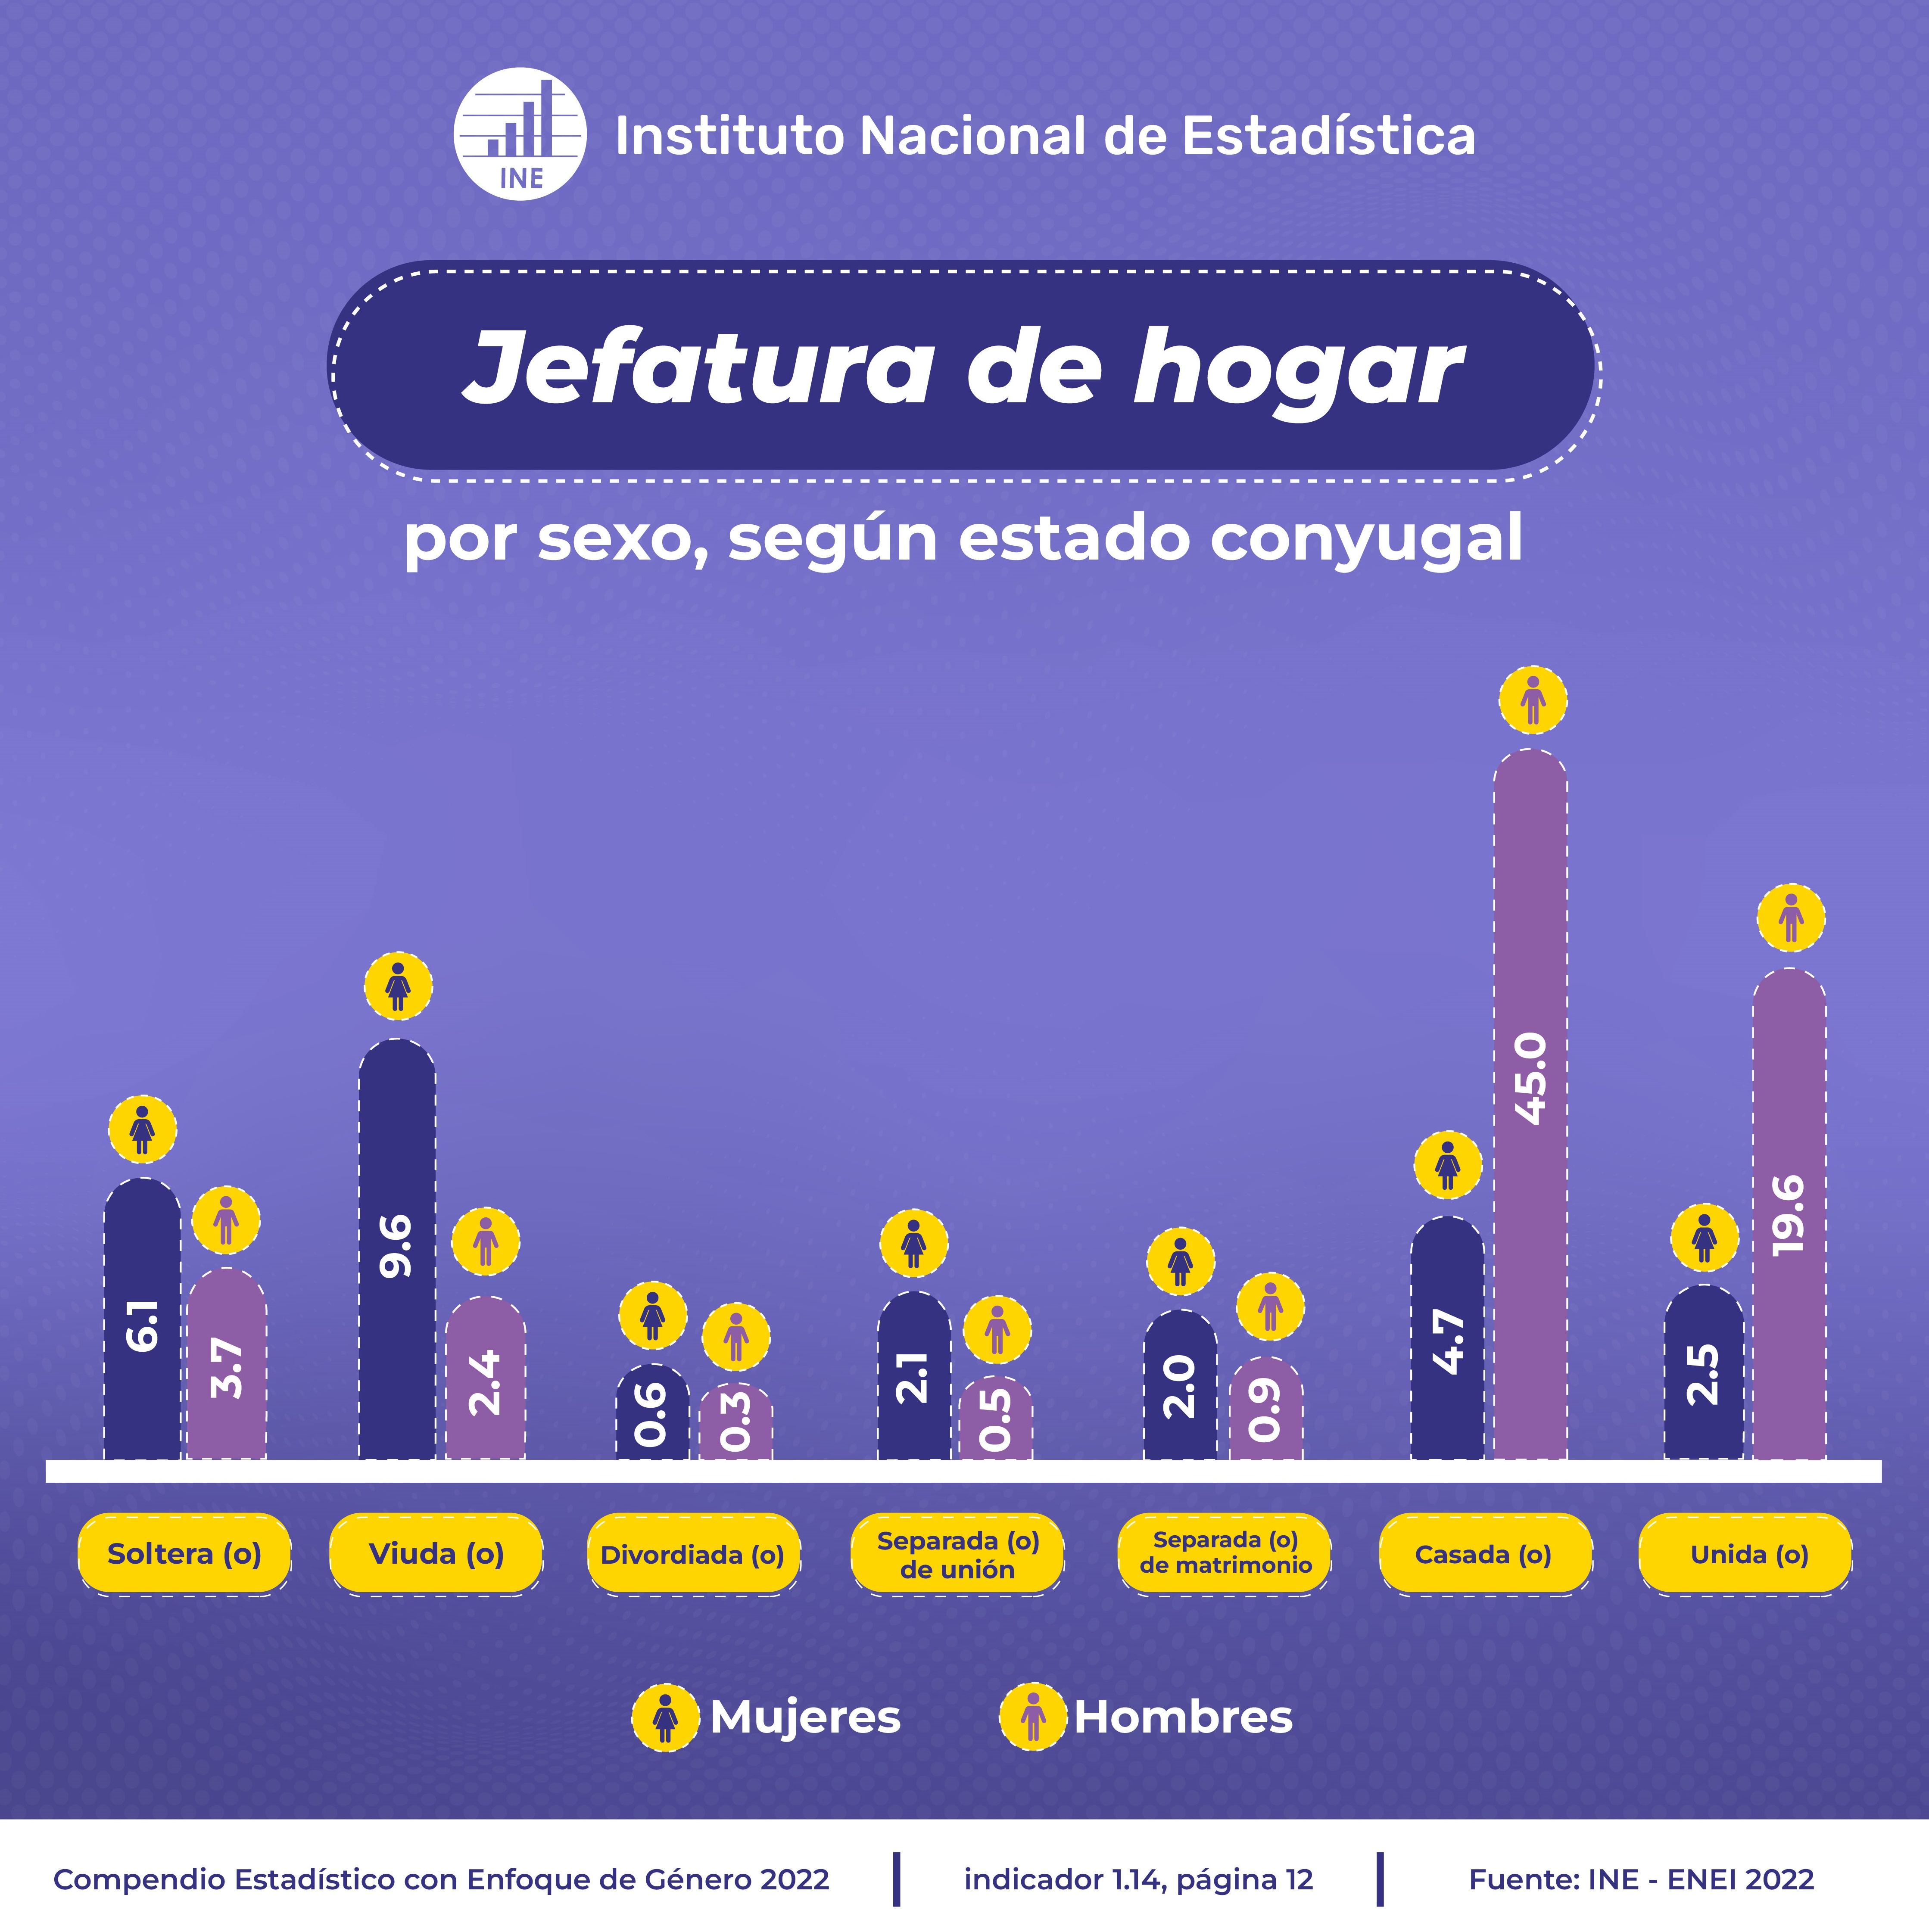 INE
Instituto Nacional de Estadística
Jefatura de hogar
por sexo, según estado conyugal
6.1
3.7
9.6
2.4
0.6
0.3
2.1
0.5
2.0
0.9
4.7
45.0
2.5
19.6
Soltera (o)
Viuda (o)
Divordiada (o)
Separada (o)
de unión
Separada (o)
de matrimonio
Casada (o)
Unida (o)
Mujeres
Hombres
Compendio Estadístico con Enfoque de Género 2022
indicador 1.14, página 12
Fuente: INE - ENEI 2022